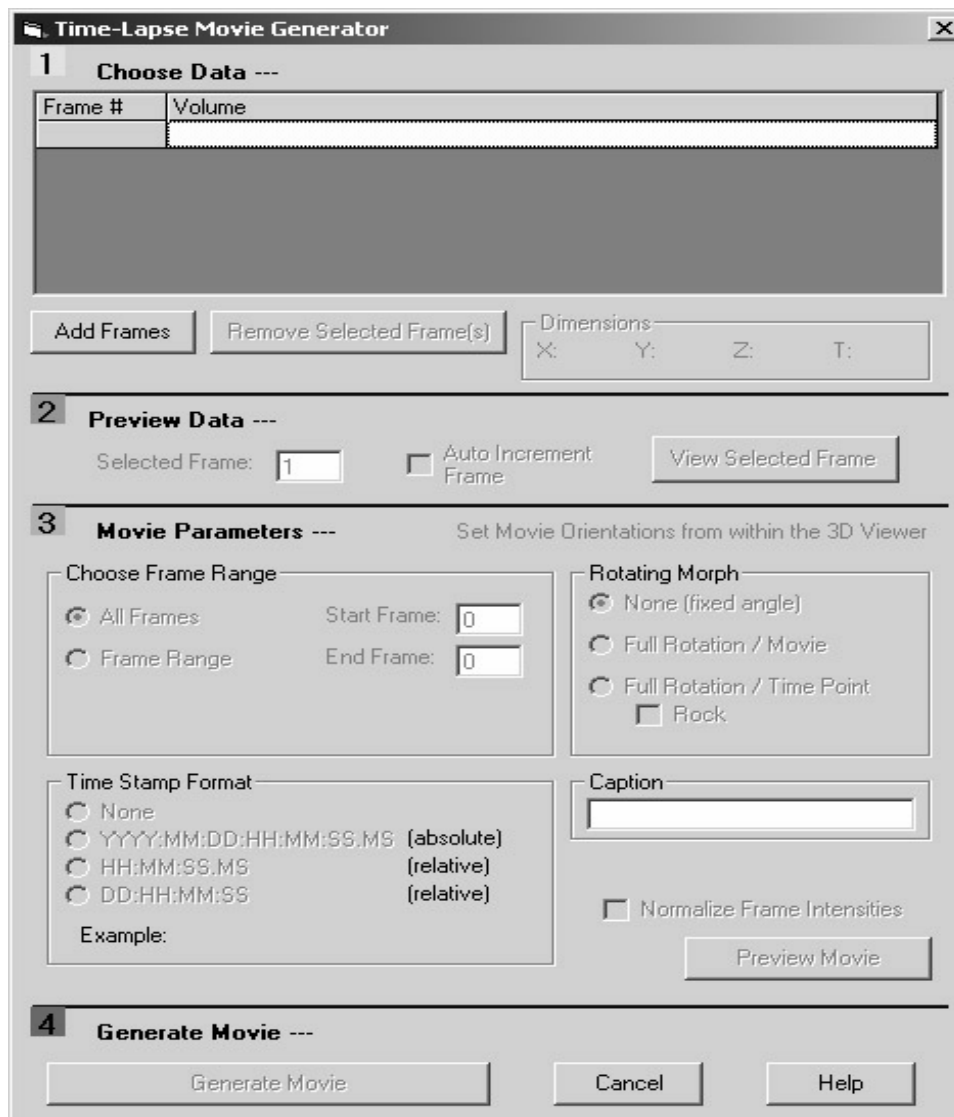 Time-Lapse Movie Generator
1 Choose Data ---
Frame # Volume
Add Frames Remove Selected Frame(s) Dimensions
X: Y: Z: T:
2 Preview Data ---
Selected Frame: 1 Auto Increment Frame View Selected Frame
3 Movie Parameters --- Set Movie Orientations from within the 3D Viewer
Choose Frame Range
All Frames Start Frame: 0
Frame Range End Frame: 0
Rotating Morph
None (fixed angle)
Full Rotation / Movie
Full Rotation / Time Point
Rock
Time Stamp Format
None
YYYY:MM:DD:HH:MM:SS.MS (absolute)
HH:MM:SS.MS (relative)
DD:HH:MM:SS (relative)
Example:
Caption
Normalize Frame Intensities
Preview Movie
4 Generate Movie ---
Generate Movie Cancel Help